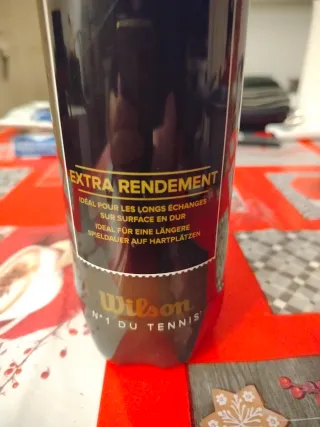 EXTRA RENDEMENT
IDÉAL POUR LES LONGS ÉCHANGES
SUR SURFACE EN DUR
IDEAL FÜR EINE LÄNGERE
SPIELDAUER AUF HARTPLÄTZEN
Wilson
N°1 DU TENNIS